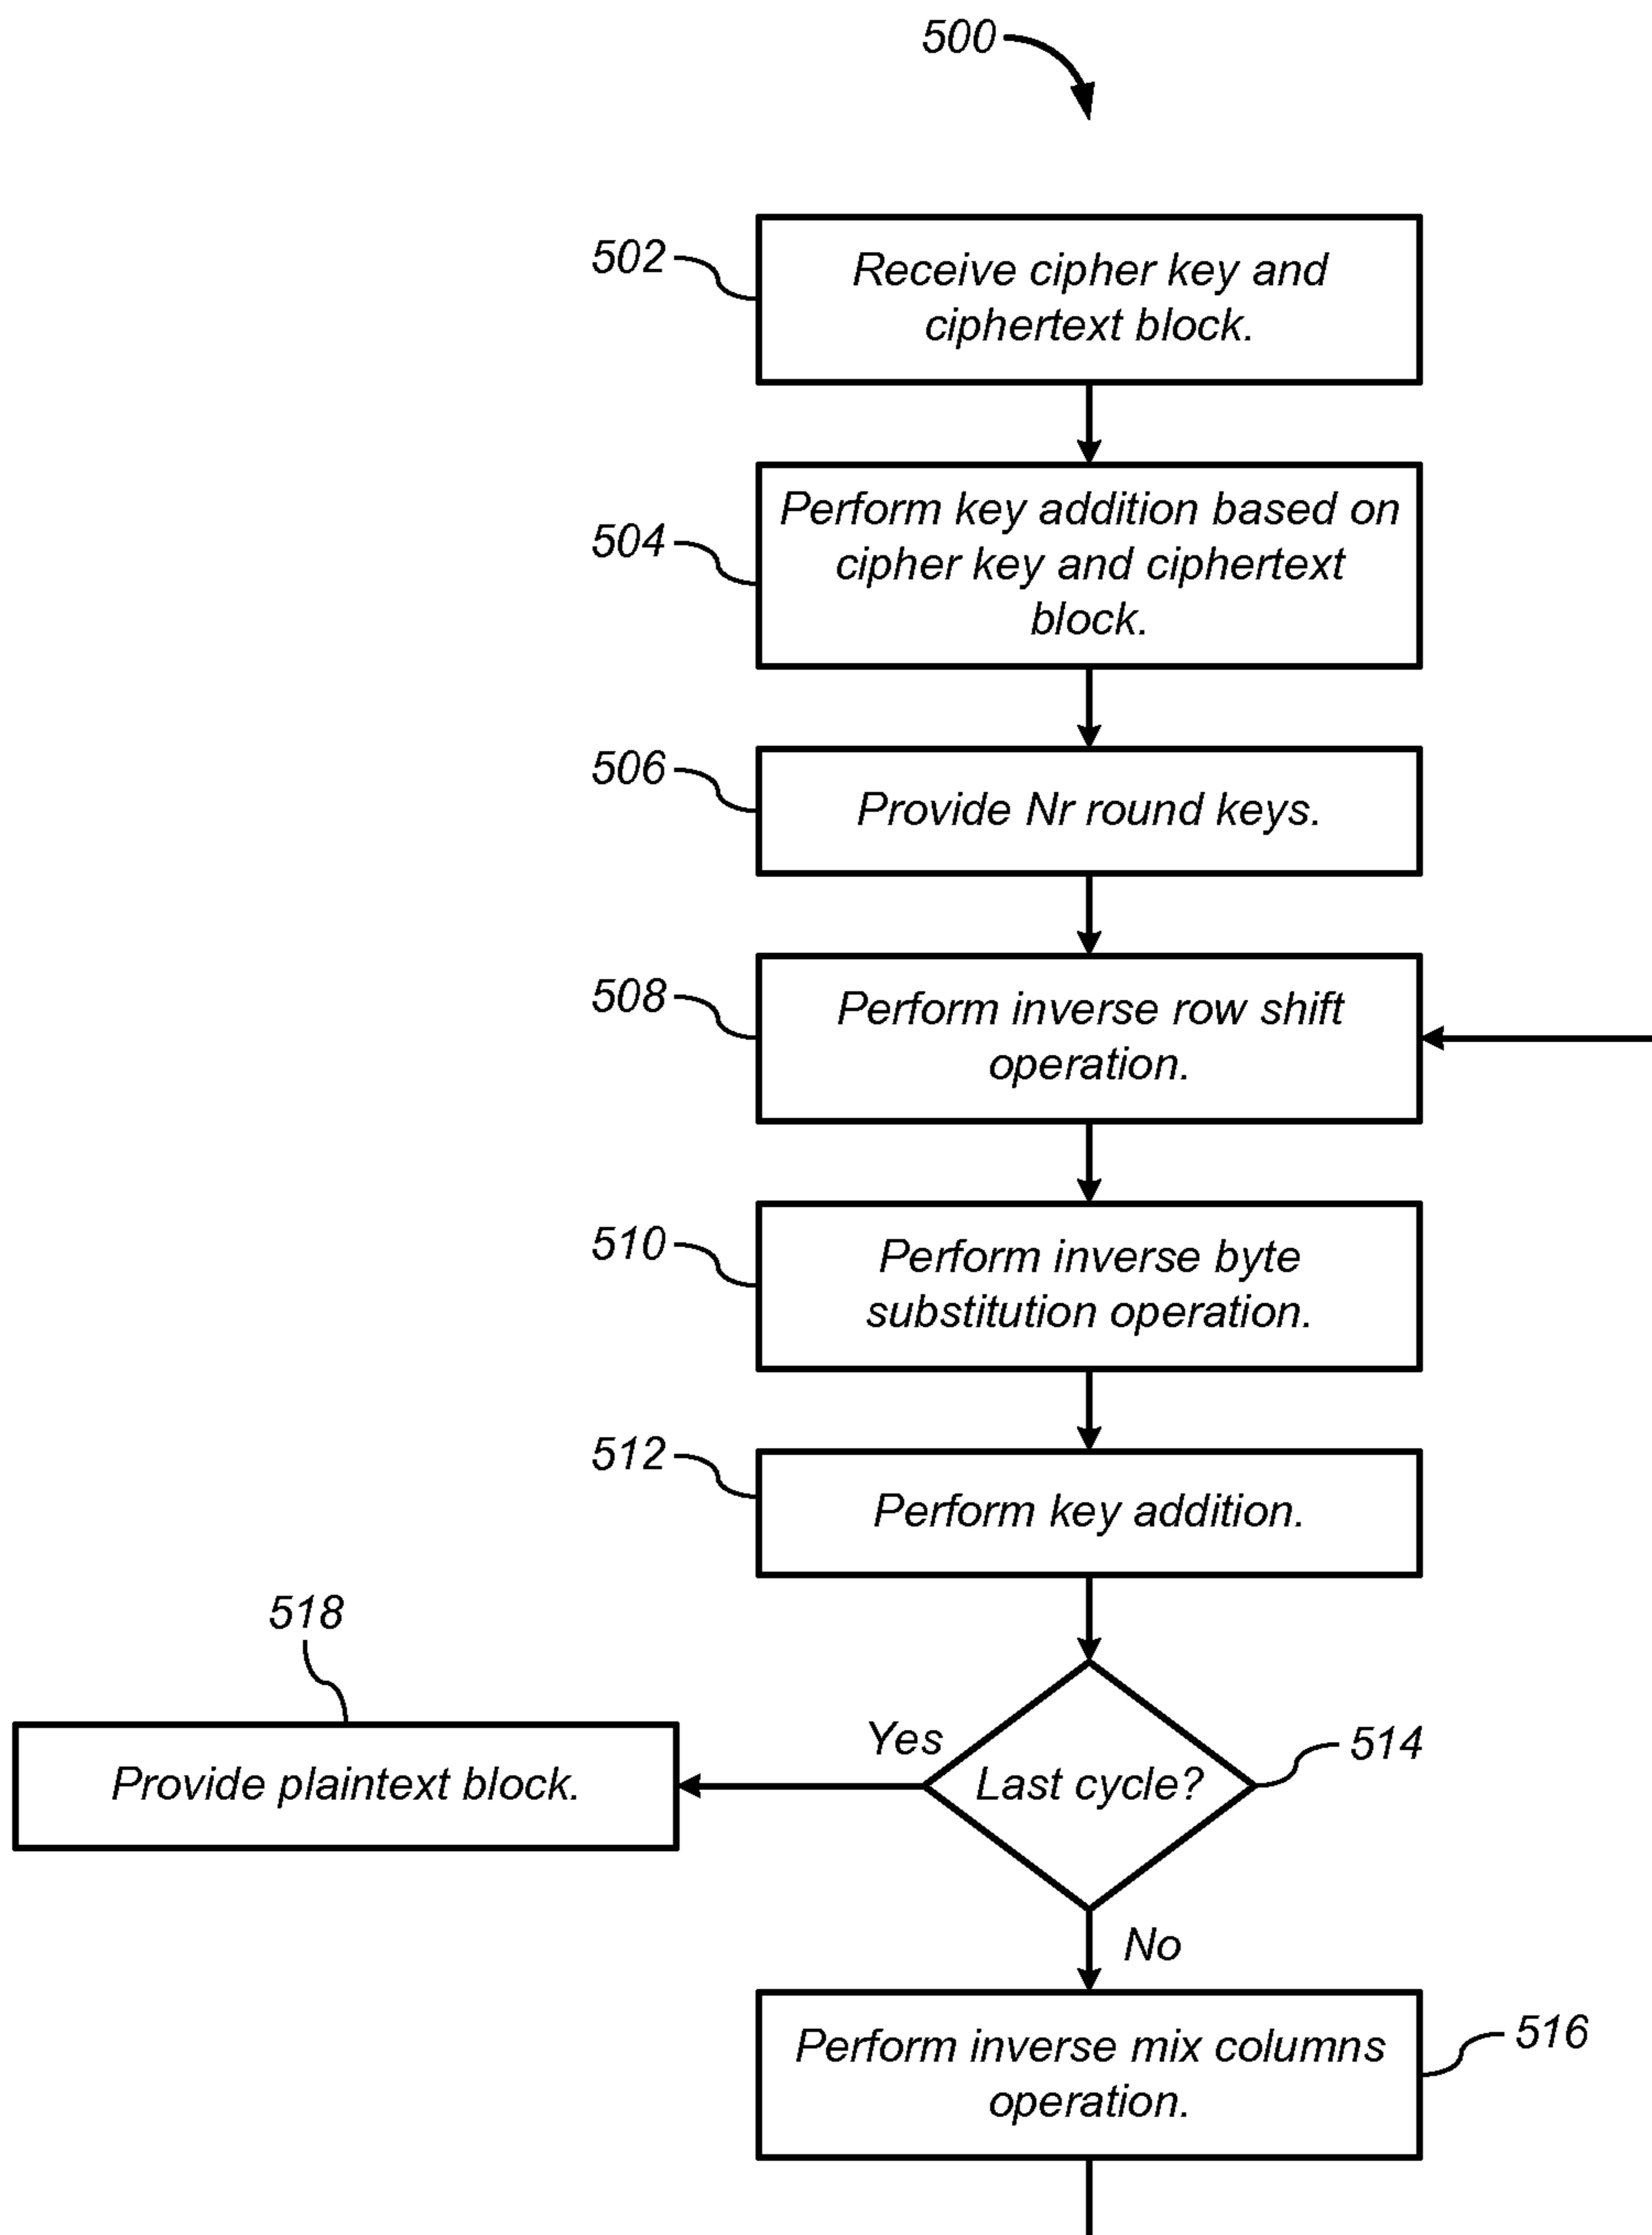 500
502
Receive cipher key and
ciphertext block.
504
Perform key addition based on
cipher key and ciphertext
block.
506
Provide Nr round keys.
508
Perform inverse row shift
operation.
510
Perform inverse byte
substitution operation.
512
Perform key addition.
518
Provide plaintext block.
Yes
Last cycle?
514
No
Perform inverse mix columns
operation.
516